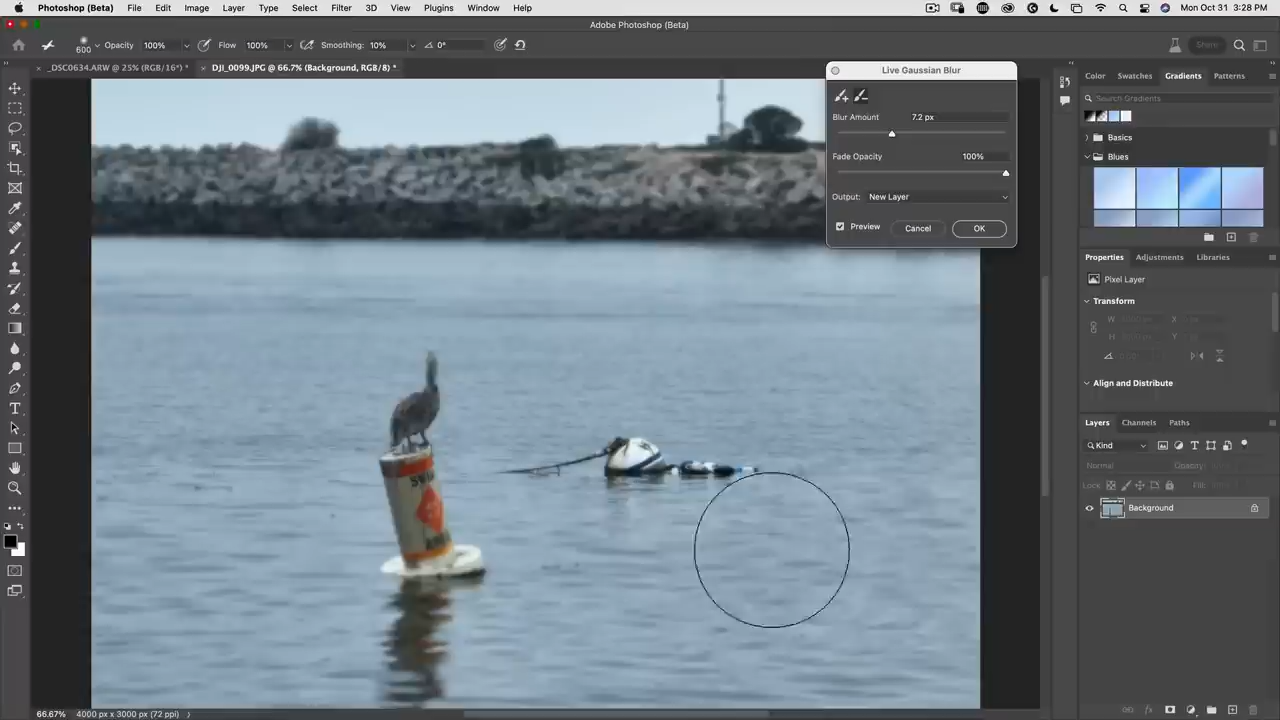 Photoshop (Beta) File Edit Image Layer Type Select Filter 3D View Plugins Window Help Mon Oct 31 3:28 PM
Adobe Photoshop (Beta)
600 Opacity 100% Flow 100% Smoothing: 10% 0° Share
_DSC0634.ARW @ 25% (RGB/16*) * DJI_0099.JPG @ 66.7% (Background, RGB/8) *
Live Gaussian Blur
Blur Amount 7.2 px
Fade Opacity 100%
Output: New Layer
Preview Cancel OK
Color Swatches Gradients Patterns
Search Gradients
Basics
Blues
Properties Adjustments Libraries
Pixel Layer
Transform
W
X
H
Align and Distribute
Layers Channels Paths
Kind
Normal Opacity:
Lock: Fill:
Background
66.67% 4000 px x 3000 px (72 ppi)